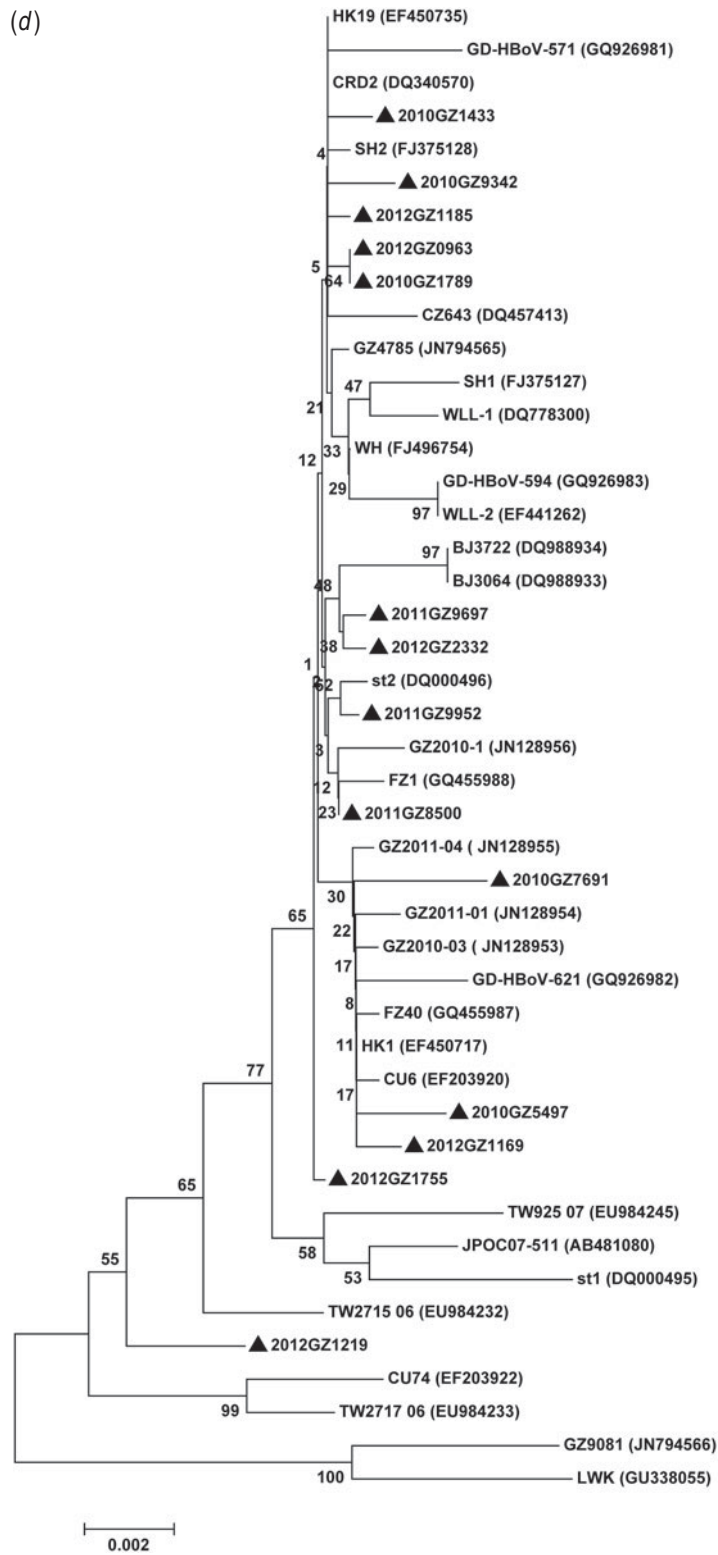 (d)
HK19 (EF450735)
GD-HBoV-571 (GQ926981)
CRD2 (DQ340570)
2010GZ1433
4
SH2 (FJ375128)
2010GZ9342
2012GZ1185
2012GZ0963
5
64
2010GZ1789
CZ643 (DQ457413)
GZ4785 (JN794565)
47
SH1 (FJ375127)
21
WLL-1 (DQ778300)
33
WH (FJ496754)
12
GD-HBoV-594 (GQ926983)
29
97
WLL-2 (EF441262)
97
BJ3722 (DQ988934)
BJ3064 (DQ988933)
48
2011GZ9697
38
2012GZ2332
1
2
62
st2 (DQ000496)
2011GZ9952
3
GZ2010-1 (JN128956)
12
FZ1 (GQ455988)
23
2011GZ8500
GZ2011-04 ( JN128955)
2010GZ7691
30
GZ2011-01 (JN128954)
65
22
GZ2010-03 ( JN128953)
17
GD-HBoV-621 (GQ926982)
8
FZ40 (GQ455987)
11
HK1 (EF450717)
77
CU6 (EF203920)
17
2010GZ5497
2012GZ1169
2012GZ1755
65
TW925 07 (EU984245)
58
JPOC07-511 (AB481080)
55
53
st1 (DQ000495)
TW2715 06 (EU984232)
2012GZ1219
CU74 (EF203922)
99
TW2717 06 (EU984233)
GZ9081 (JN794566)
100
LWK (GU338055)
0.002